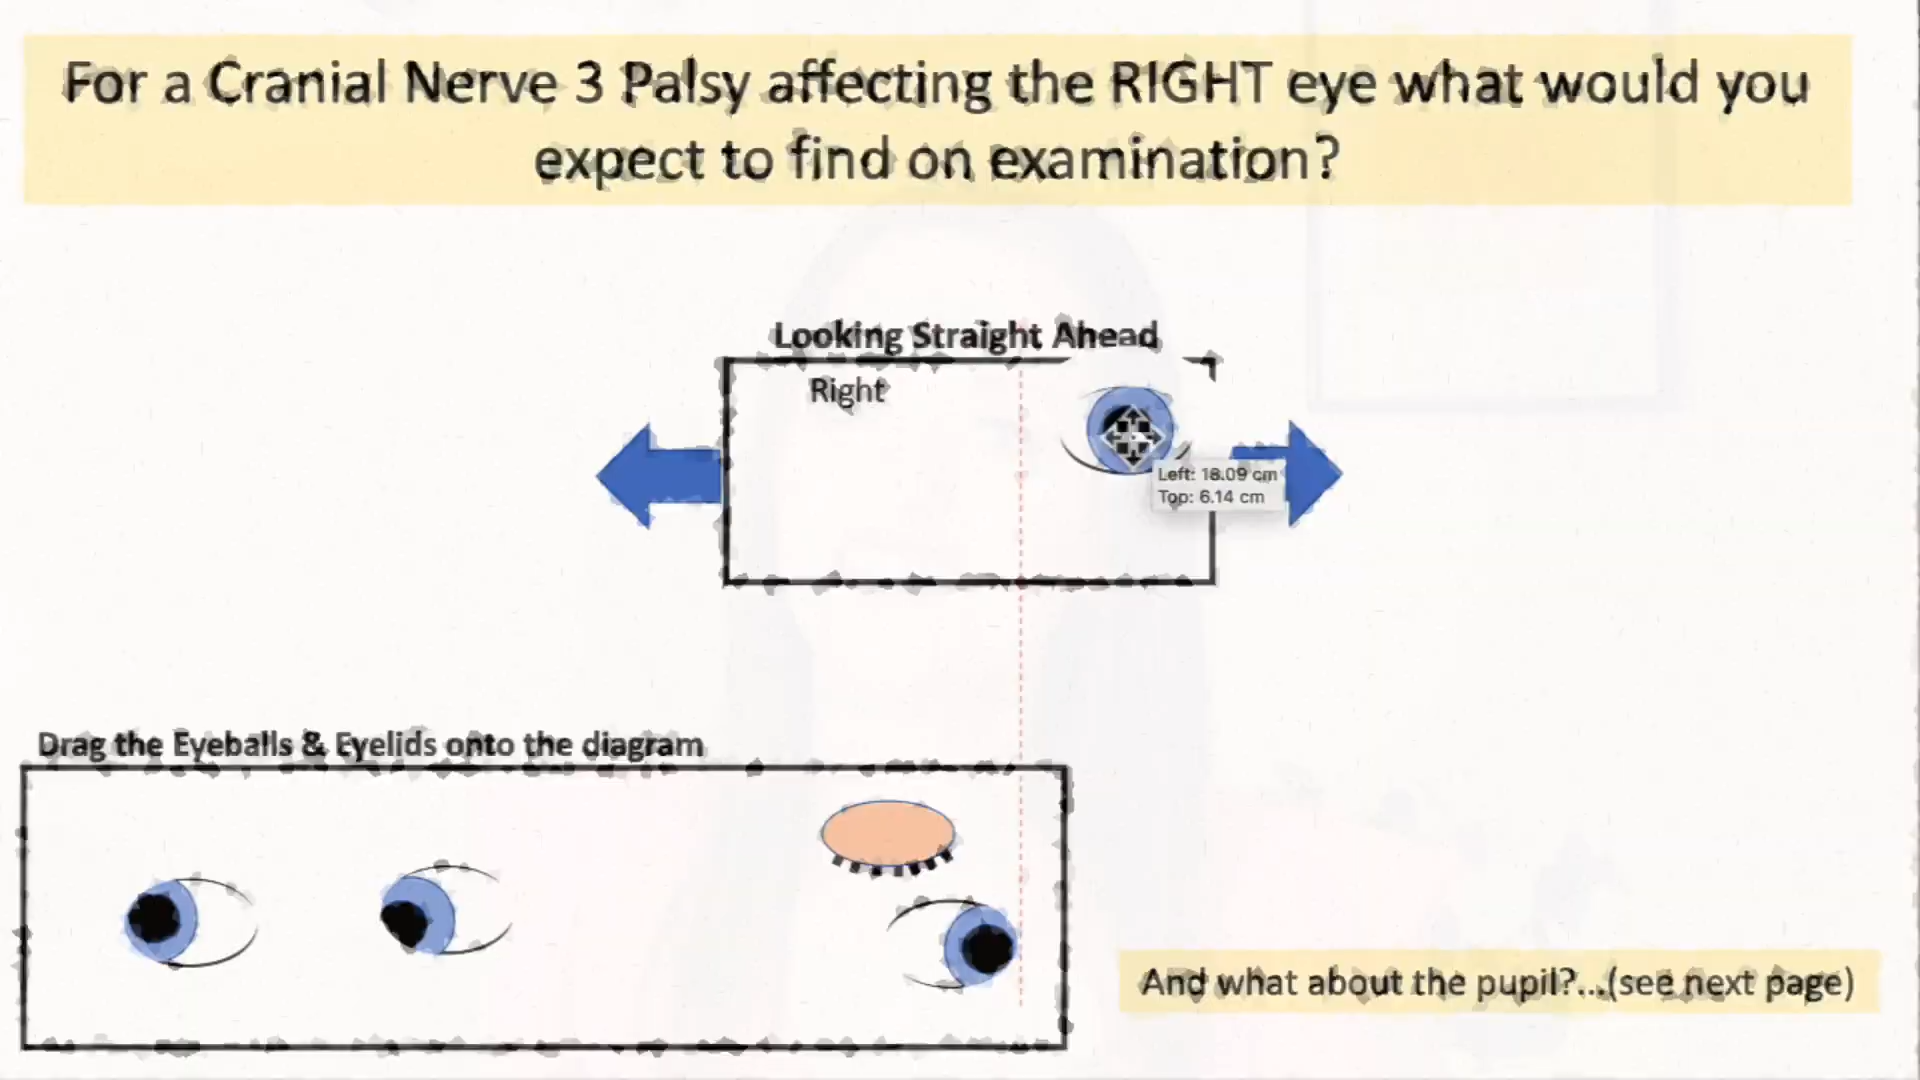 For a Cranial Nerve 3 Palsy affecting the RIGHT eye what would you
expect to find on examination?
Looking Straight Ahead
Right
Left: 18.09 cm
Top: 6.14 cm
Drag the Eyeballs & Eyelids onto the diagram
And what about the pupil?...(see next page)